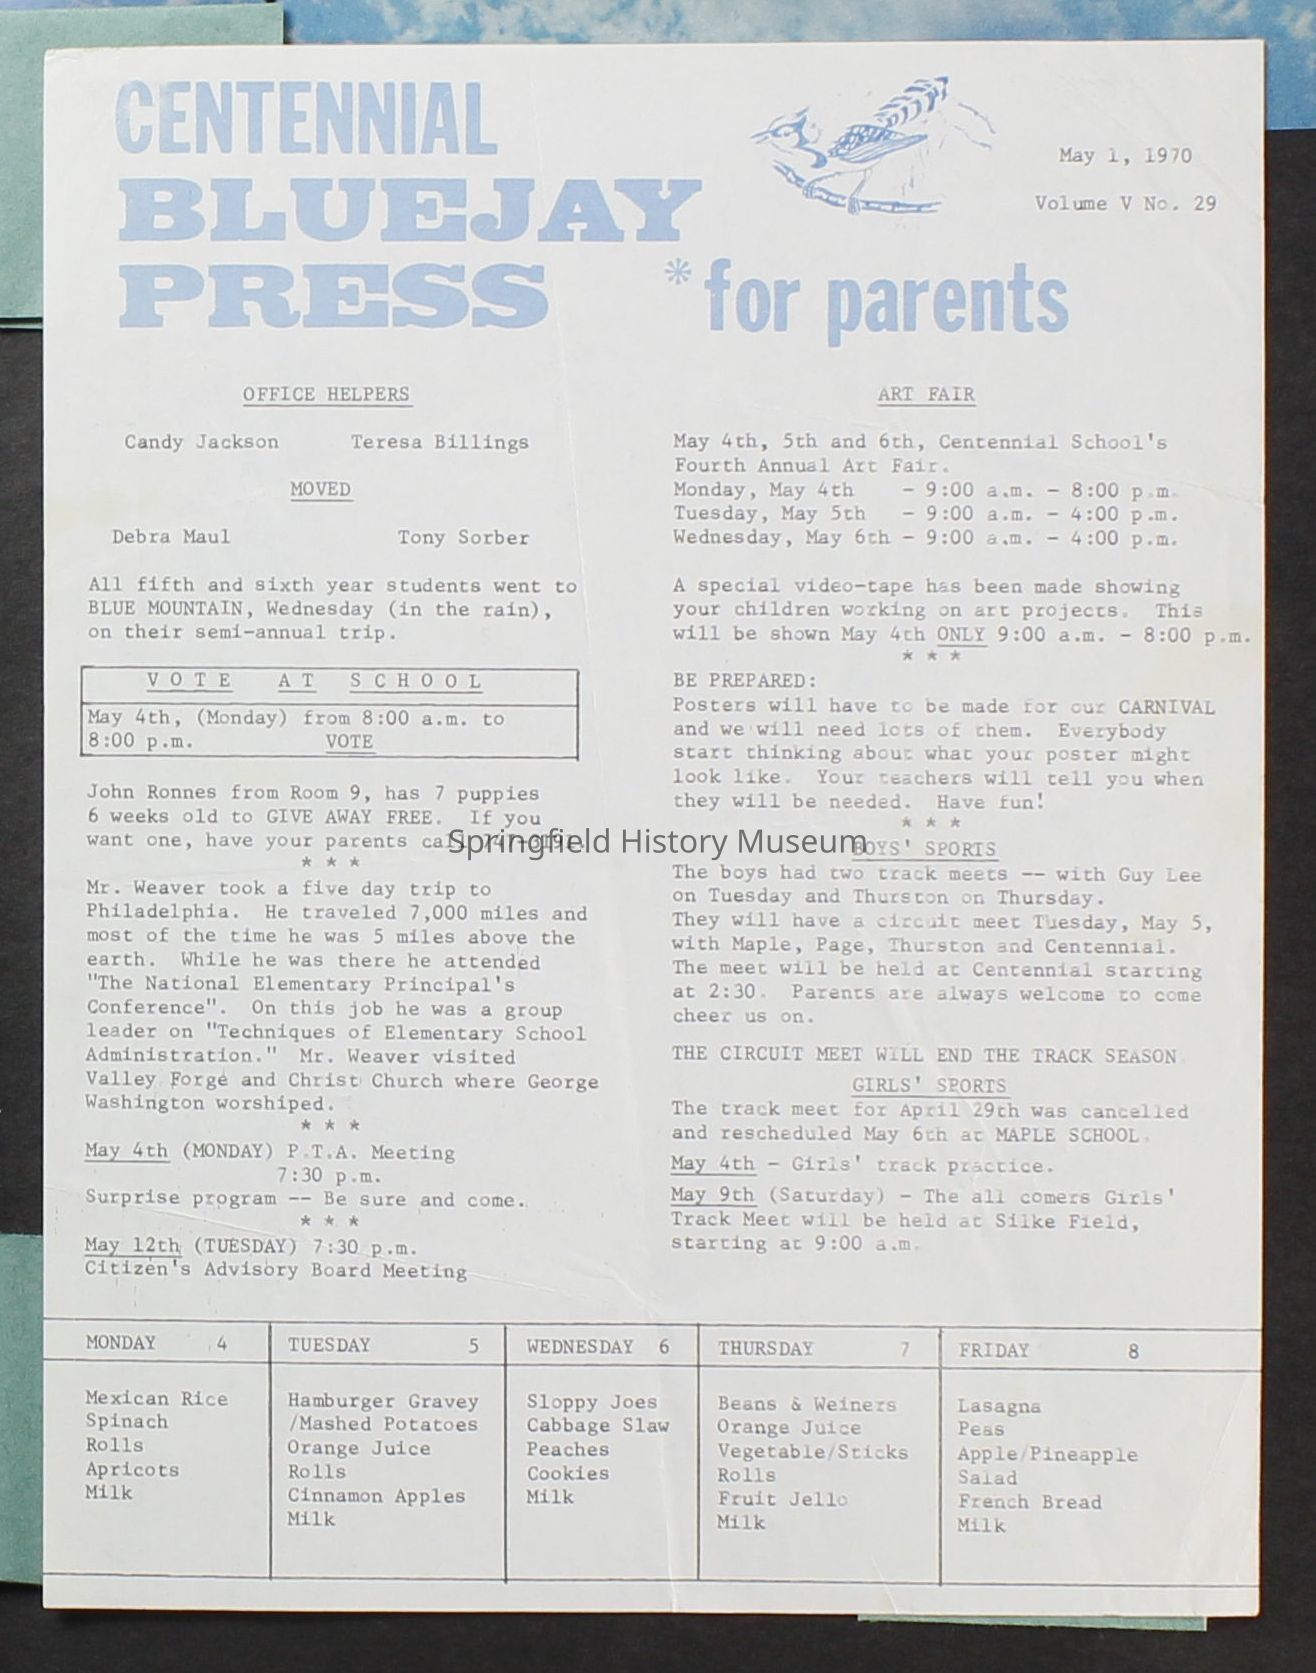 CENTENNIAL
BLUEJAY
PRESS
*for parents
May 1, 1970
Volume V No. 29
OFFICE HELPERS
Candy Jackson Teresa Billings
MOVED
Debra Maul Tony Sorber
All fifth and sixth year students went to
BLUE MOUNTAIN, Wednesday (in the rain),
on their semi-annual trip.
VOTE AT SCHOOL
May 4th, (Monday) from 8:00 a.m. to
8:00 p.m. VOTE
John Ronnes from Room 9, has 7 puppies
6 weeks old to GIVE AWAY FREE. If you
want one, have your parents call
* * *
Mr. Weaver took a five day trip to
Philadelphia. He traveled 7,000 miles and
most of the time he was 5 miles above the
earth. While he was there he attended
"The National Elementary Principal's
Conference". On this job he was a group
leader on "Techniques of Elementary School
Administration." Mr. Weaver visited
Valley Forge and Christ Church where George
Washington worshiped.
* * *
May 4th (MONDAY) P.T.A. Meeting
7:30 p.m.
Surprise program -- Be sure and come.
* * *
May 12th (TUESDAY) 7:30 p.m.
Citizen's Advisory Board Meeting
ART FAIR
May 4th, 5th and 6th, Centennial School's
Fourth Annual Art Fair.
Monday, May 4th - 9:00 a.m. - 8:00 p.m.
Tuesday, May 5th - 9:00 a.m. - 4:00 p.m.
Wednesday, May 6th - 9:00 a.m. - 4:00 p.m.
A special video-tape has been made showing
your children working on art projects. This
will be shown May 4th ONLY 9:00 a.m. - 8:00 p.m.
* * *
BE PREPARED:
Posters will have to be made for our CARNIVAL
and we will need lots of them. Everybody
start thinking about what your poster might
look like. Your teachers will tell you when
they will be needed. Have fun!
* * *
Springfield History Museum
BOYS' SPORTS
The boys had two track meets -- with Guy Lee
on Tuesday and Thurston on Thursday.
They will have a circuit meet Tuesday, May 5,
with Maple, Page, Thurston and Centennial.
The meet will be held at Centennial starting
at 2:30. Parents are always welcome to come
cheer us on.
THE CIRCUIT MEET WILL END THE TRACK SEASON
GIRLS' SPORTS
The track meet for April 29th was cancelled
and rescheduled May 6th at MAPLE SCHOOL.
May 4th - Girls' track practice.
May 9th (Saturday) - The all comers Girls'
Track Meet will be held at Silke Field,
starting at 9:00 a.m.
MONDAY 4
Mexican Rice
Spinach
Rolls
Apricots
Milk
TUESDAY 5
Hamburger Gravey
/Mashed Potatoes
Orange Juice
Rolls
Cinnamon Apples
Milk
WEDNESDAY 6
Sloppy Joes
Cabbage Slaw
Peaches
Cookies
Milk
THURSDAY 7
Beans & Weiners
Orange Juice
Vegetable/Sticks
Rolls
Fruit Jello
Milk
FRIDAY 8
Lasagna
Peas
Apple/Pineapple
Salad
French Bread
Milk